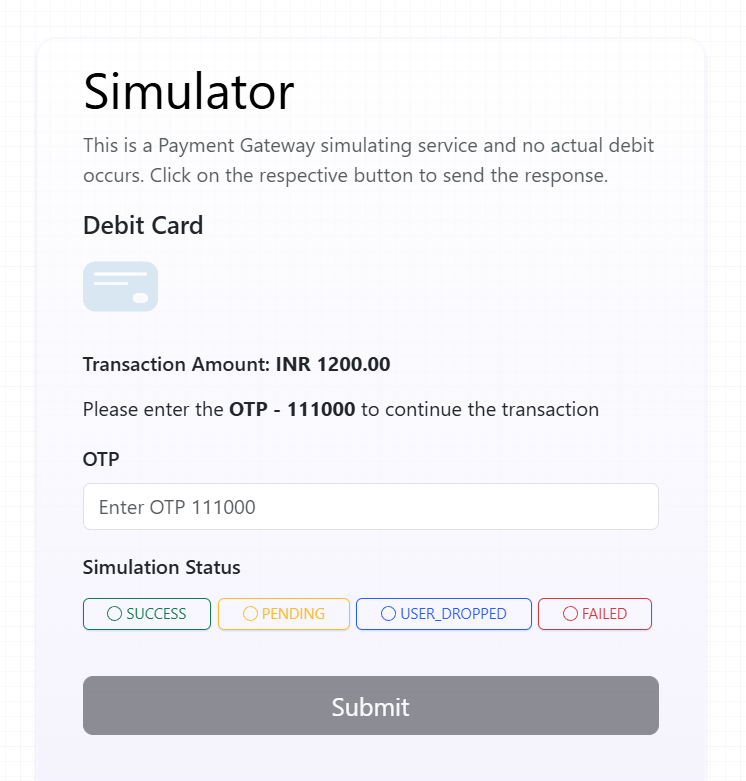 Simulator
This is a Payment Gateway simulating service and no actual debit
occurs. Click on the respective button to send the response.
Debit Card
Transaction Amount: INR 1200.00
Please enter the OTP - 111000 to continue the transaction
OTP
Enter OTP 111000
Simulation Status
SUCCESS PENDING USER_DROPPED FAILED
Submit